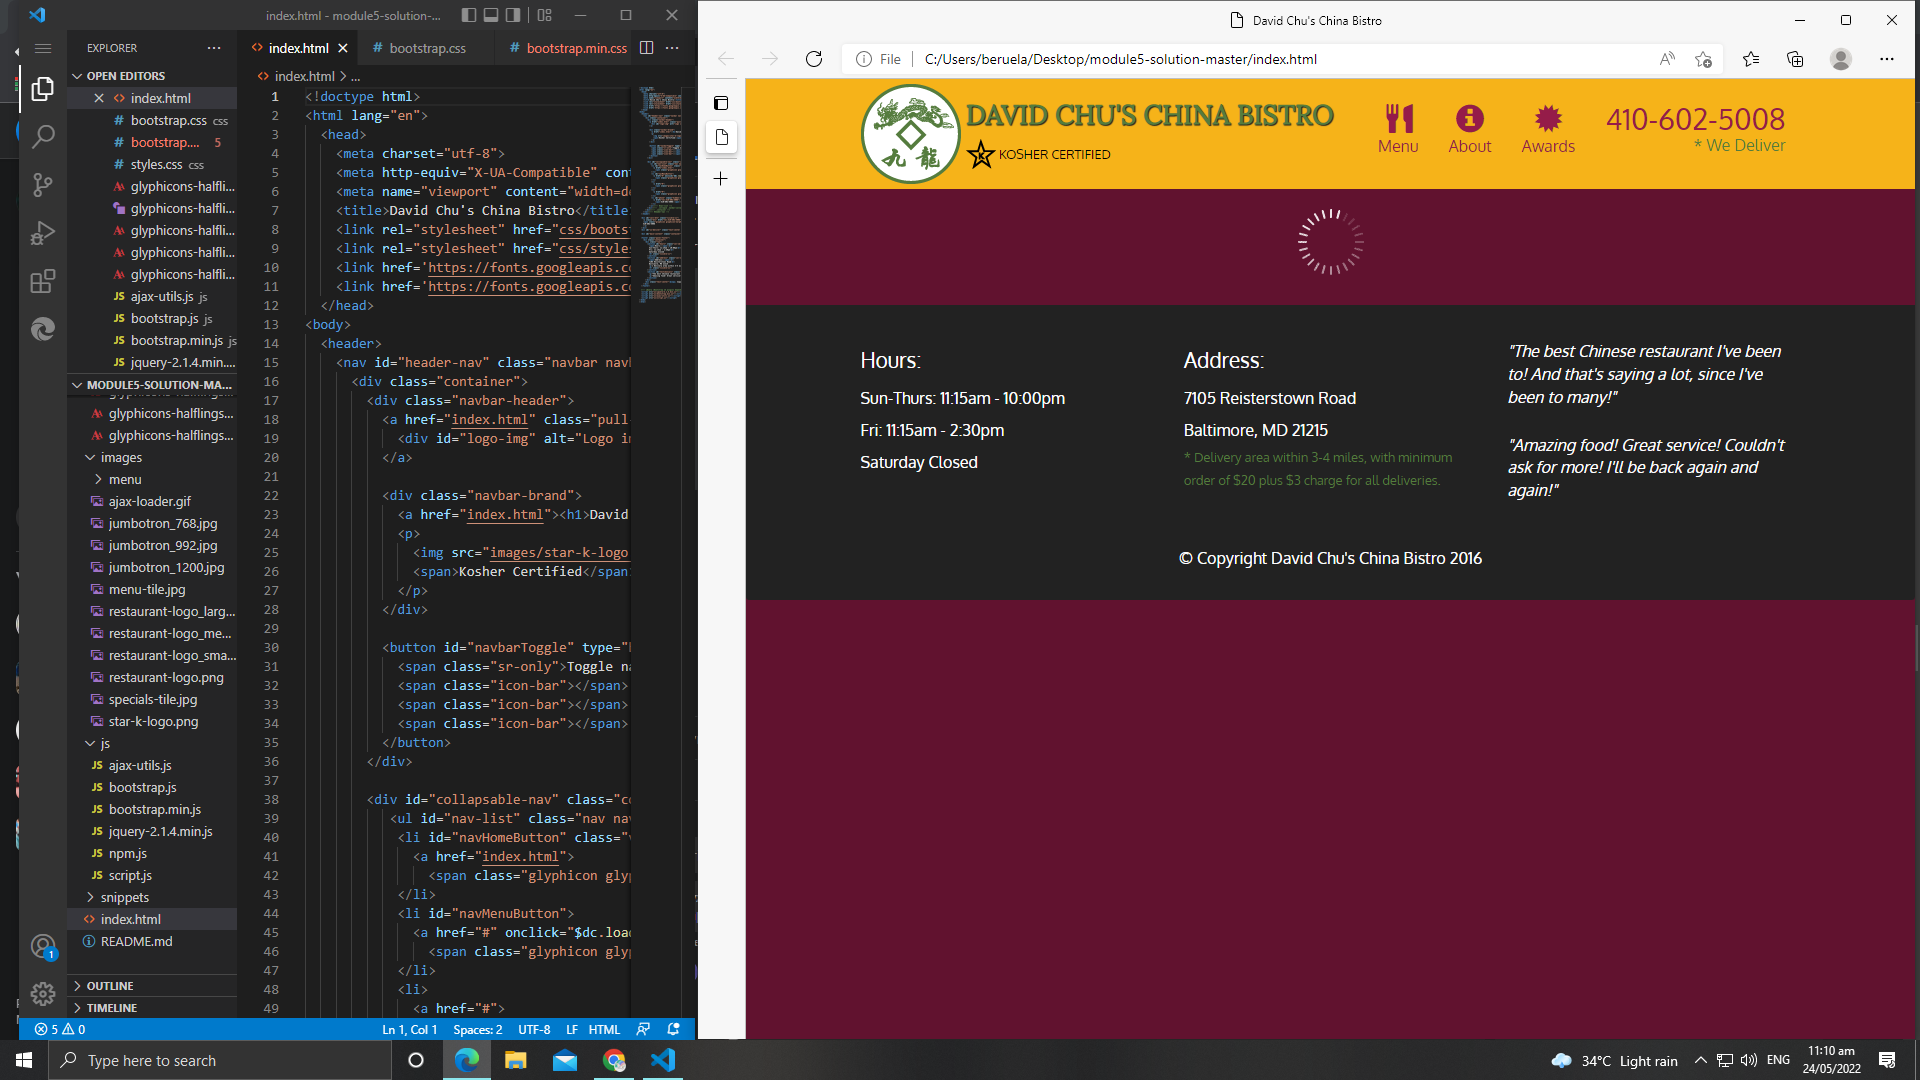 index.html - module5-solution-...
EXPLORER
OPEN EDITORS
index.html
bootstrap.css css
bootstrap.... 5
styles.css css
glyphicons-halfli...
glyphicons-halfli...
glyphicons-halfli...
glyphicons-halfli...
glyphicons-halfli...
ajax-utils.js js
bootstrap.js js
bootstrap.min.js js
jquery-2.1.4.min....
MODULE5-SOLUTION-MA...
glyphicons-halflings...
glyphicons-halflings...
images
menu
ajax-loader.gif
jumbotron_768.jpg
jumbotron_992.jpg
jumbotron_1200.jpg
menu-tile.jpg
restaurant-logo_larg...
restaurant-logo_me...
restaurant-logo_sma...
restaurant-logo.png
specials-tile.jpg
star-k-logo.png
js
ajax-utils.js
bootstrap.js
bootstrap.min.js
jquery-2.1.4.min.js
npm.js
script.js
snippets
index.html
README.md
OUTLINE
TIMELINE
1
index.html
bootstrap.css
bootstrap.min.css
index.html > ...
1 <!doctype html>
2 <html lang="en">
3 <head>
4 <meta charset="utf-8">
5 <meta http-equiv="X-UA-Compatible" cont
6 <meta name="viewport" content="width=de
7 <title>David Chu's China Bistro</title
8 <link rel="stylesheet" href="css/boots
9 <link rel="stylesheet" href="css/style
10 <link href='https://fonts.googleapis.co
11 <link href='https://fonts.googleapis.co
12 </head>
13 <body>
14 <header>
15 <nav id="header-nav" class="navbar navb
16 <div class="container">
17 <div class="navbar-header">
18 <a href="index.html" class="pull
19 <div id="logo-img" alt="Logo im
20 </a>
21
22 <div class="navbar-brand">
23 <a href="index.html"><h1>David
24 <p>
25 <img src="images/star-k-logo
26 <span>Kosher Certified</span
27 </p>
28 </div>
29
30 <button id="navbarToggle" type="b
31 <span class="sr-only">Toggle na
32 <span class="icon-bar"></span>
33 <span class="icon-bar"></span>
34 <span class="icon-bar"></span>
35 </button>
36 </div>
37
38 <div id="collapsable-nav" class="co
39 <ul id="nav-list" class="nav nav
40 <li id="navHomeButton" class="v
41 <a href="index.html">
42 <span class="glyphicon glyp
43 </li>
44 <li id="navMenuButton">
45 <a href="#" onclick="$dc.load
46 <span class="glyphicon glyp
47 </li>
48 <li>
49 <a href="#">
5 0
Ln 1, Col 1 Spaces: 2 UTF-8 LF HTML
David Chu's China Bistro
File C:/Users/beruela/Desktop/module5-solution-master/index.html
九 龍
DAVID CHU'S CHINA BISTRO
K
KOSHER CERTIFIED
Menu
About
Awards
410-602-5008
* We Deliver
Hours:
Sun-Thurs: 11:15am - 10:00pm
Fri: 11:15am - 2:30pm
Saturday Closed
Address:
7105 Reisterstown Road
Baltimore, MD 21215
* Delivery area within 3-4 miles, with minimum
order of $20 plus $3 charge for all deliveries.
"The best Chinese restaurant I've been
to! And that's saying a lot, since I've
been to many!"
"Amazing food! Great service! Couldn't
ask for more! I'll be back again and
again!"
© Copyright David Chu's China Bistro 2016
Type here to search
34°C Light rain
ENG
11:10 am
24/05/2022